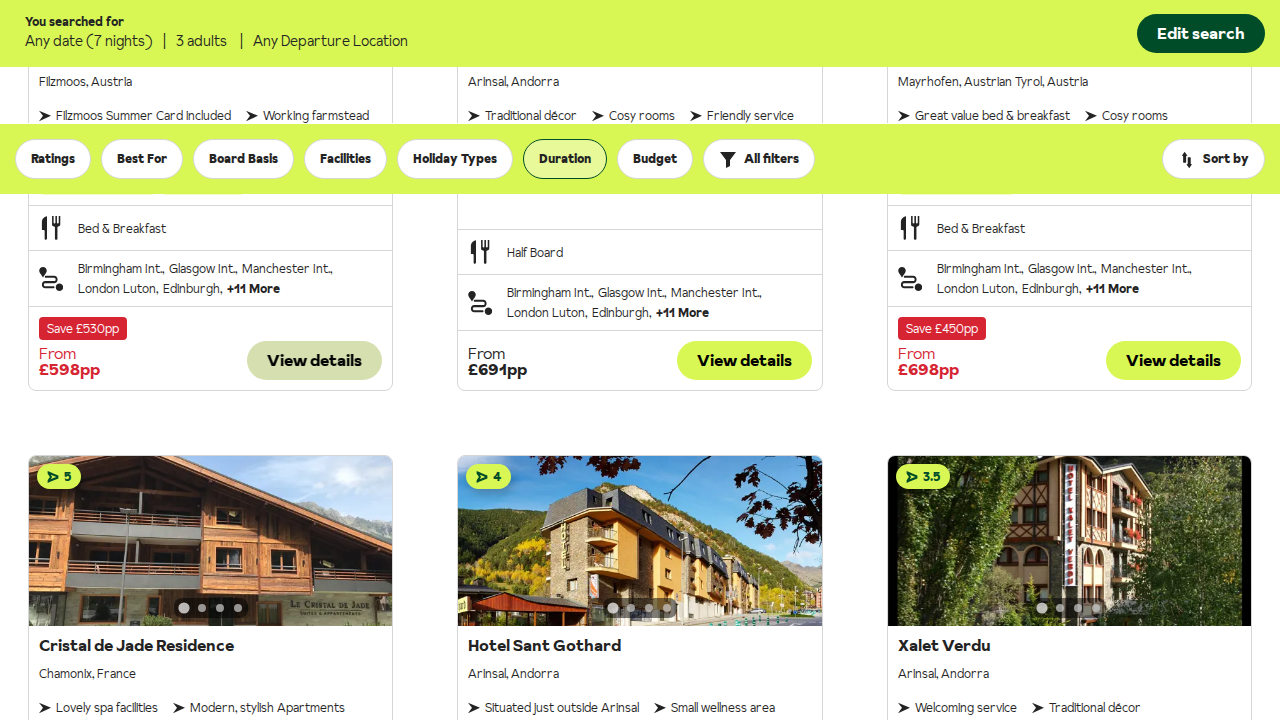 You searched for
Any date (7 nights) | 3 adults | Any Departure Location
Edit search
Filzmoos, Austria
Filzmoos Summer Card Included
Working farmstead
Arinsal, Andorra
Traditional décor
Cosy rooms
Friendly service
Mayrhofen, Austrian Tyrol, Austria
Great value bed & breakfast
Cosy rooms
Ratings
Best For
Board Basis
Facilities
Holiday Types
Duration
Budget
All filters
Sort by
Bed & Breakfast
Birmingham Int., Glasgow Int., Manchester Int.,
London Luton, Edinburgh, +11 More
Save £530pp
From
£598pp
View details
Half Board
Birmingham Int., Glasgow Int., Manchester Int.,
London Luton, Edinburgh, +11 More
From
£691pp
View details
Bed & Breakfast
Birmingham Int., Glasgow Int., Manchester Int.,
London Luton, Edinburgh, +11 More
Save £450pp
From
£698pp
View details
5
LE CRISTAL DE JADE
Cristal de Jade Residence
Chamonix, France
Lovely spa facilities
Modern, stylish Apartments
4
HOTEL
Hotel Sant Gothard
Arinsal, Andorra
Situated just outside Arinsal
Small wellness area
3.5
HOTEL XALET VERDU
Xalet Verdu
Arinsal, Andorra
Welcoming service
Traditional décor